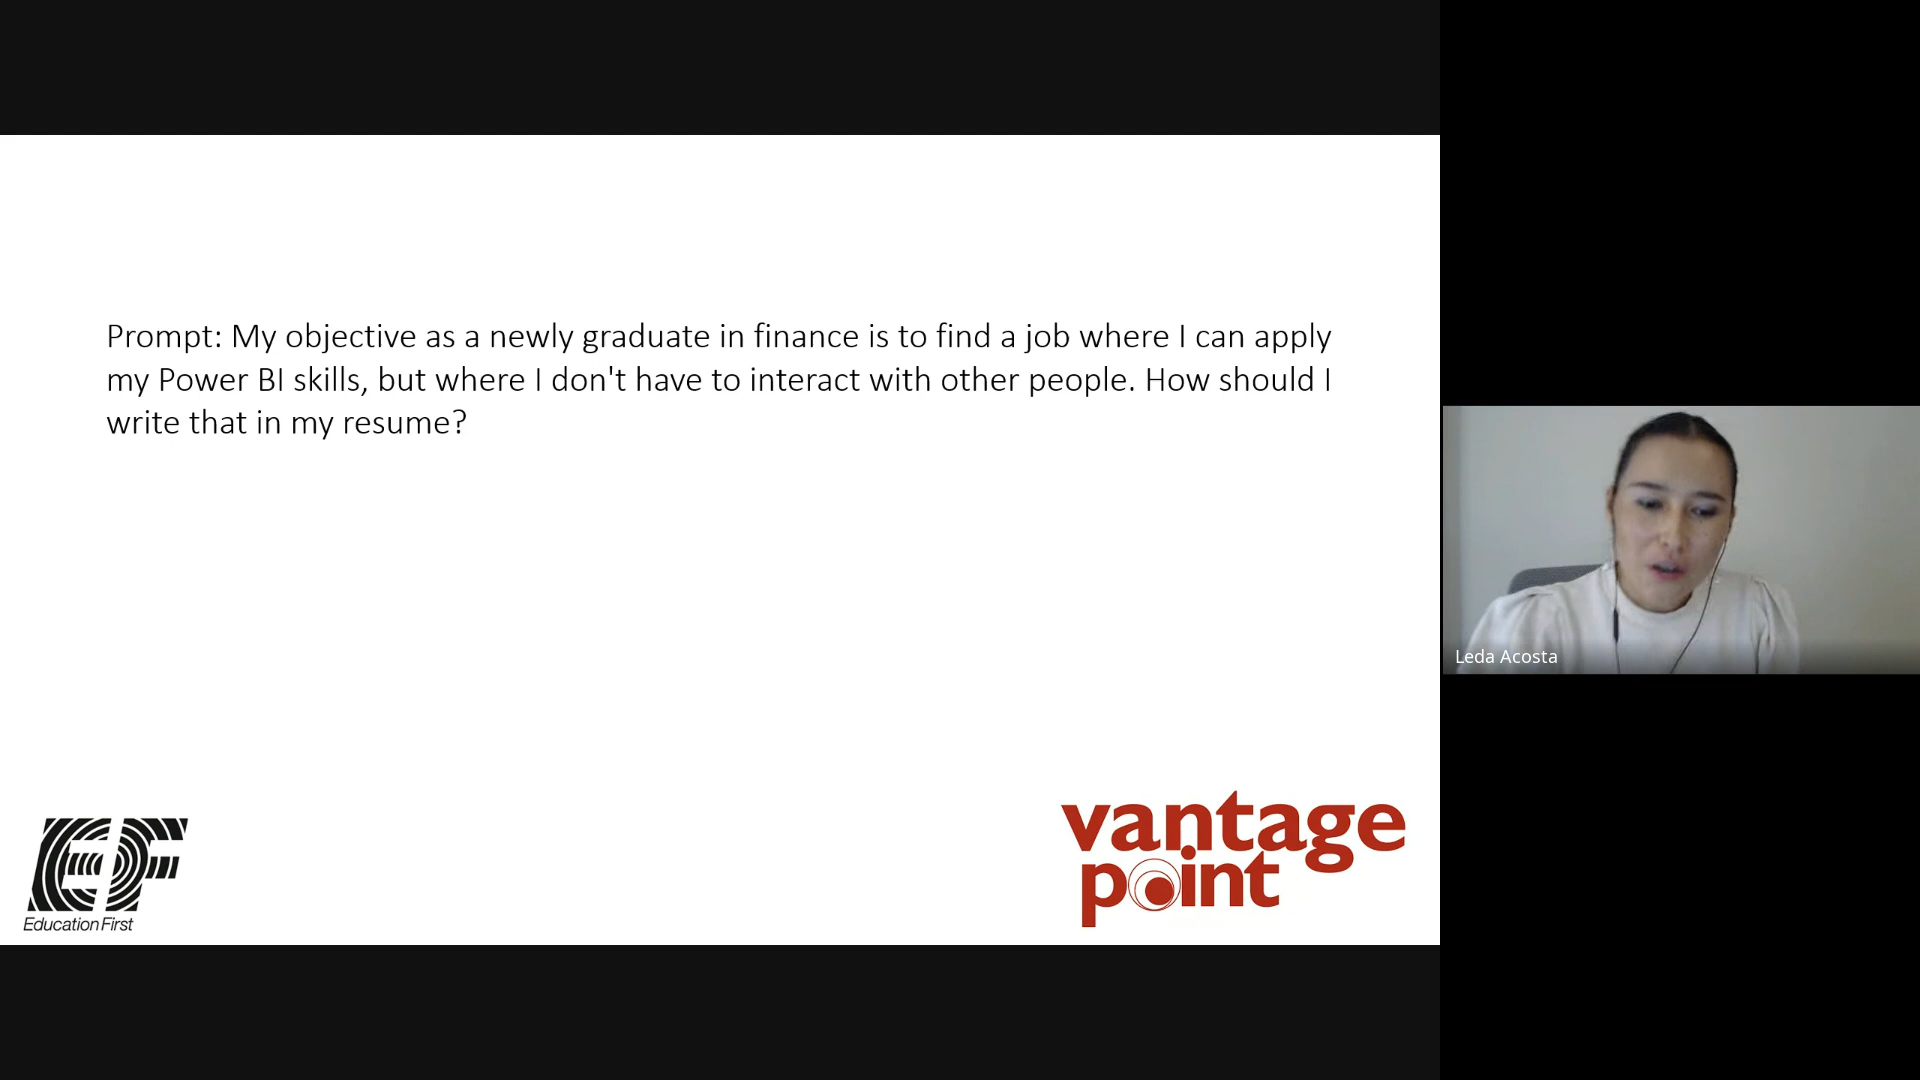 Prompt: My objective as a newly graduate in finance is to find a job where I can apply
my Power BI skills, but where I don't have to interact with other people. How should I
write that in my resume?
Leda Acosta
EF
Education First
vantage
point